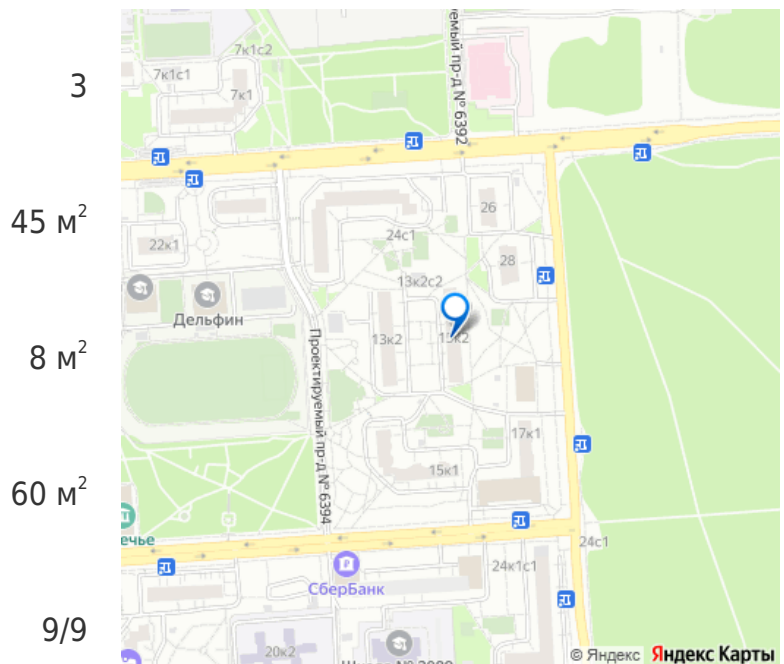 3
45 м²
8 м²
60 м²
9/9
7к1с2
7к1с1
7к1
емый пр-д № 6392
26
24с1
22к1
28
13к2с2
Дельфин
13к2
15к2
Проектируемый пр-д № 6394
17к1
15к1
ечье
24с1
СберБанк
24к1с1
20к2
© Яндекс Яндекс Карты